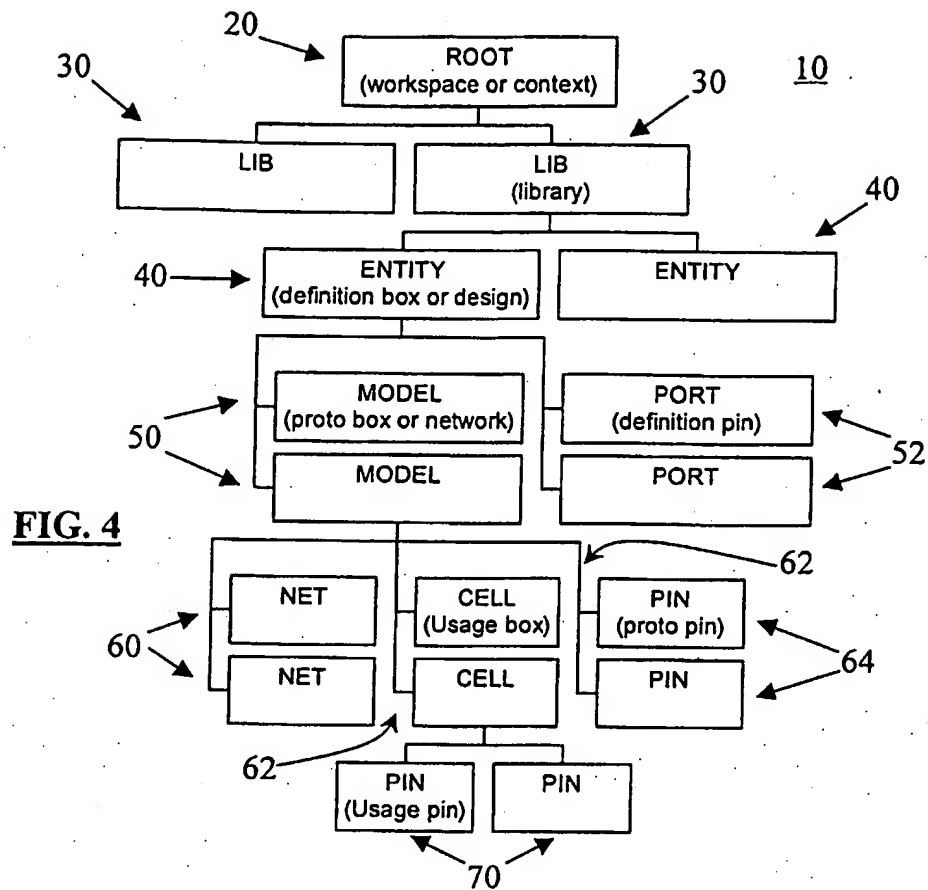 20
ROOT
(workspace or context)
10
30
30
LIB
LIB
(library)
40
40
ENTITY
(definition box or design)
ENTITY
50
MODEL
(proto box or network)
PORT
(definition pin)
52
MODEL
PORT
FIG. 4
62
60
NET
CELL
(Usage box)
PIN
(proto pin)
64
NET
CELL
PIN
62
PIN
(Usage pin)
PIN
70